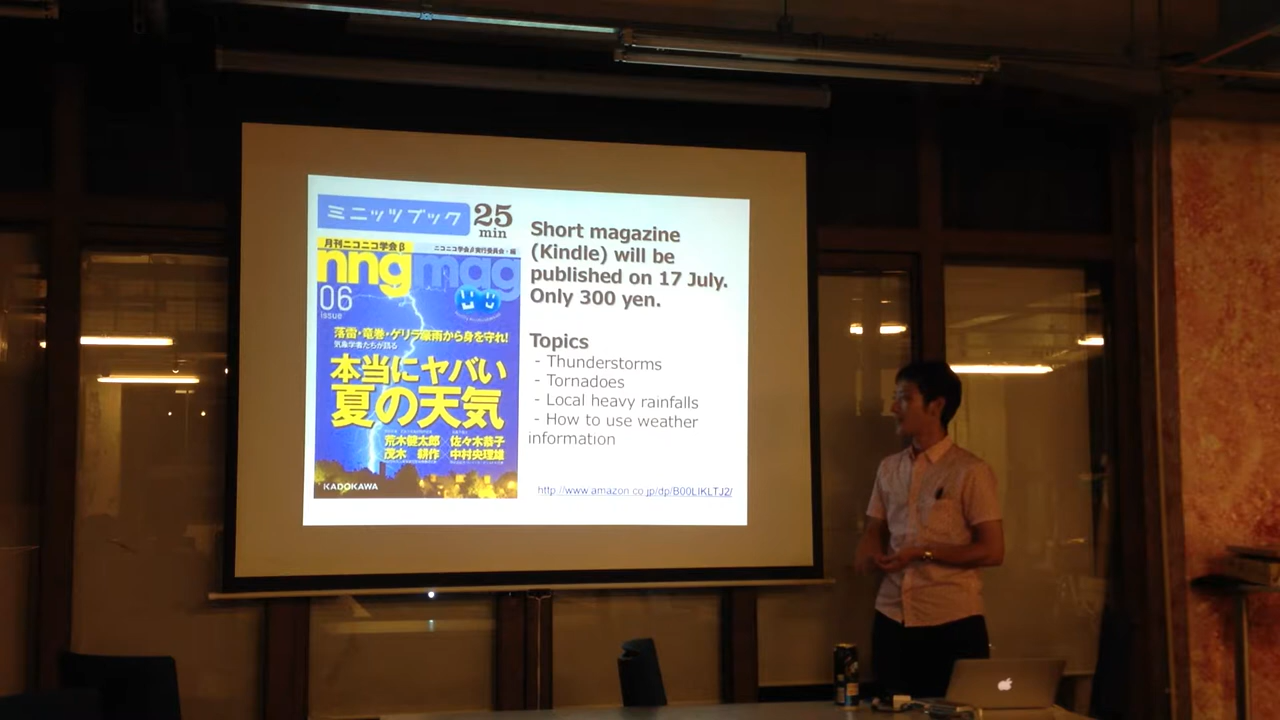 ミニッツブック
25
min
月刊ニコニコ学会β
ニコニコ学会β実行委員会・編
nngmag
06
issue
落雷・竜巻・ゲリラ豪雨から身を守れ!
気象学者たちが語る
本当にヤバい
夏の天気
荒木健太郎 × 佐々木恭子
茂木 耕作 × 中村央理雄
KADOKAWA
Short magazine
(Kindle) will be
published on 17 July.
Only 300 yen.
Topics
- Thunderstorms
- Tornadoes
- Local heavy rainfalls
- How to use weather
information
http://www.amazon.co.jp/dp/B00LIKLTJ2/